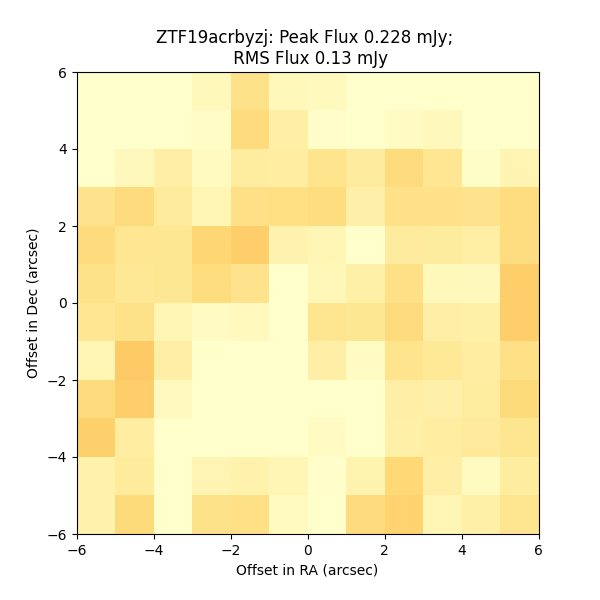 ZTF19acrbyzj: Peak Flux 0.228 mJy;
RMS Flux 0.13 mJy
6
4
2
0
−2
−4
−6
Offset in Dec (arcsec)
−6 −4 −2 0 2 4 6
Offset in RA (arcsec)